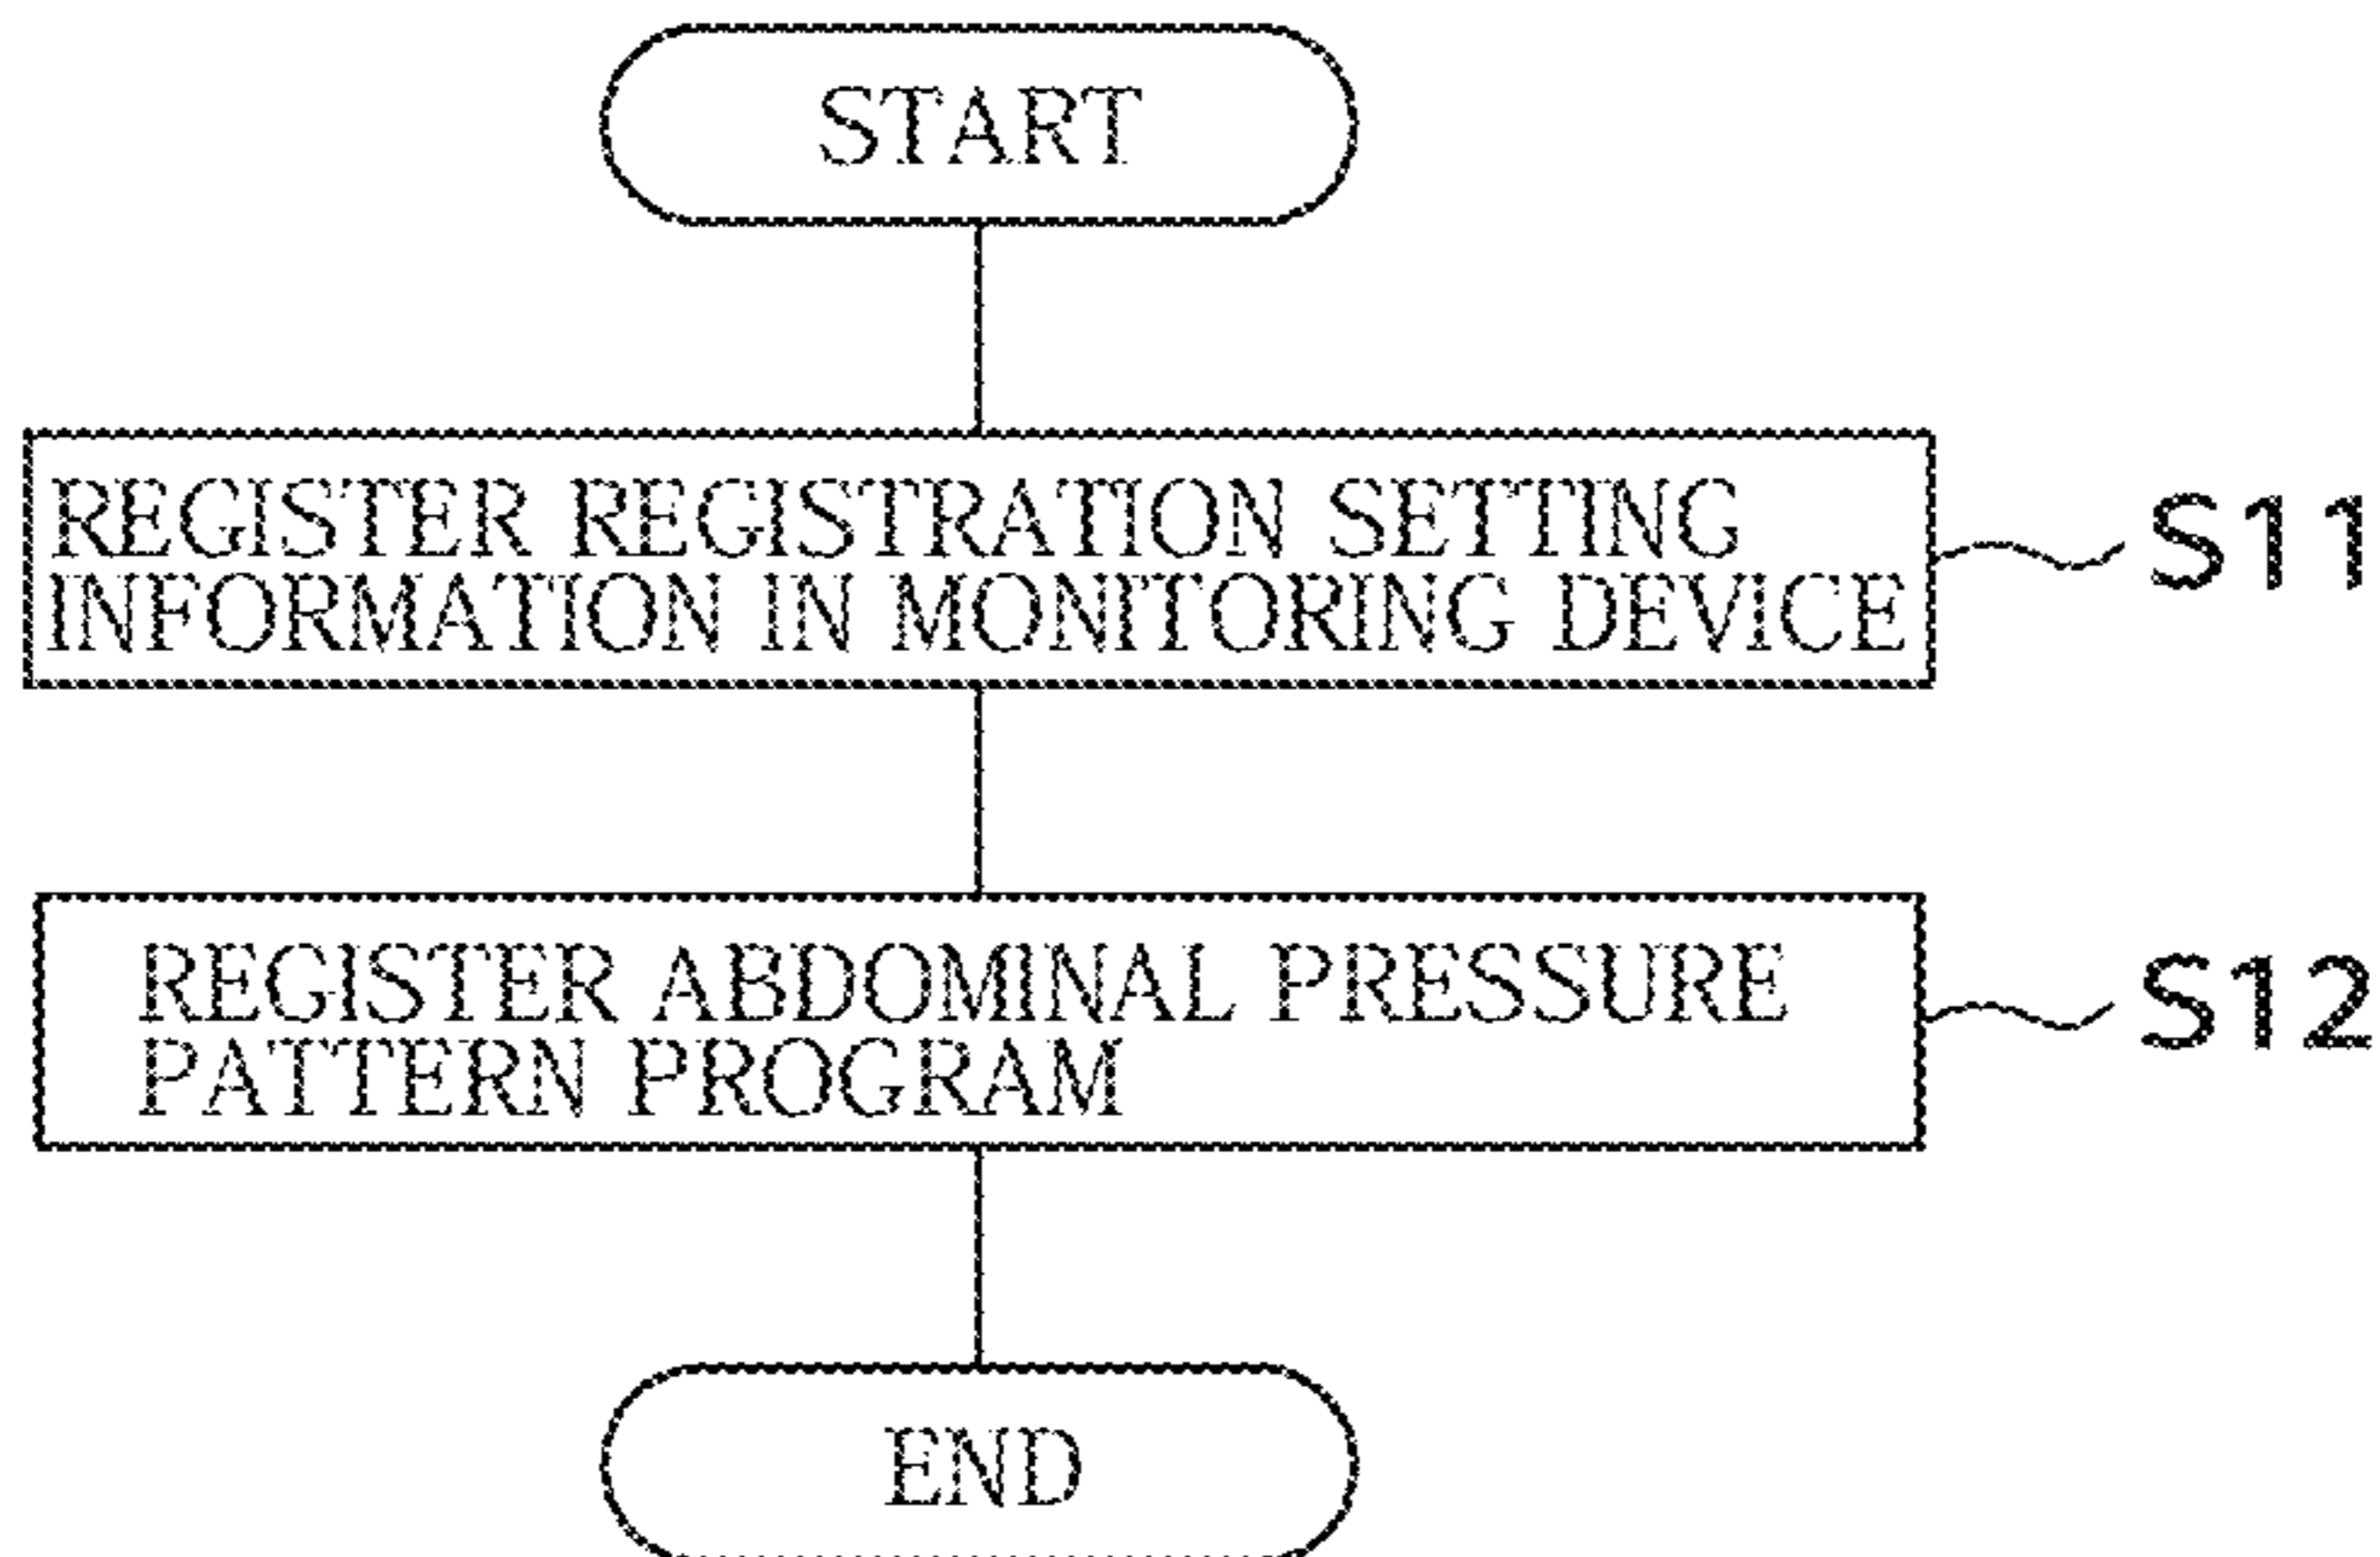 START
REGISTER REGISTRATION SETTING
INFORMATION IN MONITORING DEVICE
S11
REGISTER ABDOMINAL PRESSURE
PATTERN PROGRAM
S12
END